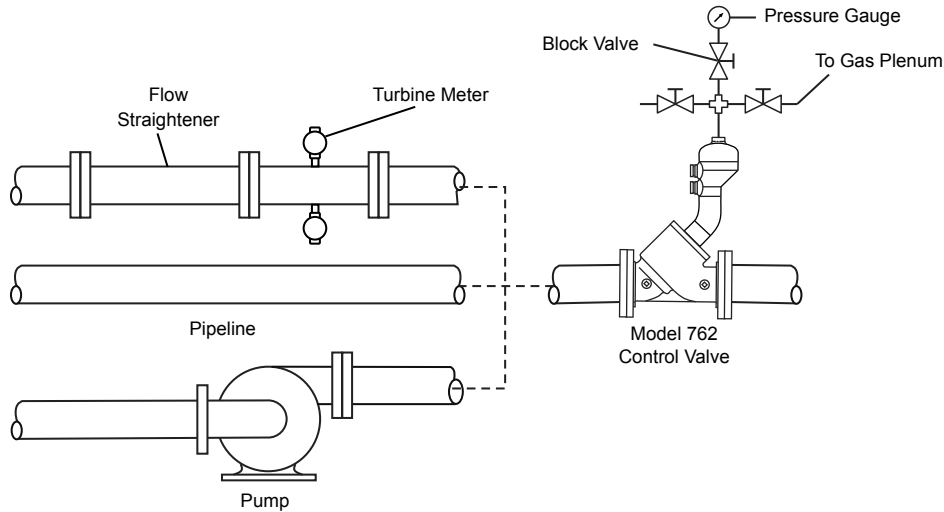 Pressure Gauge
Block Valve
To Gas Plenum
Flow
Straightener
Turbine Meter
Pipeline
Model 762
Control Valve
Pump